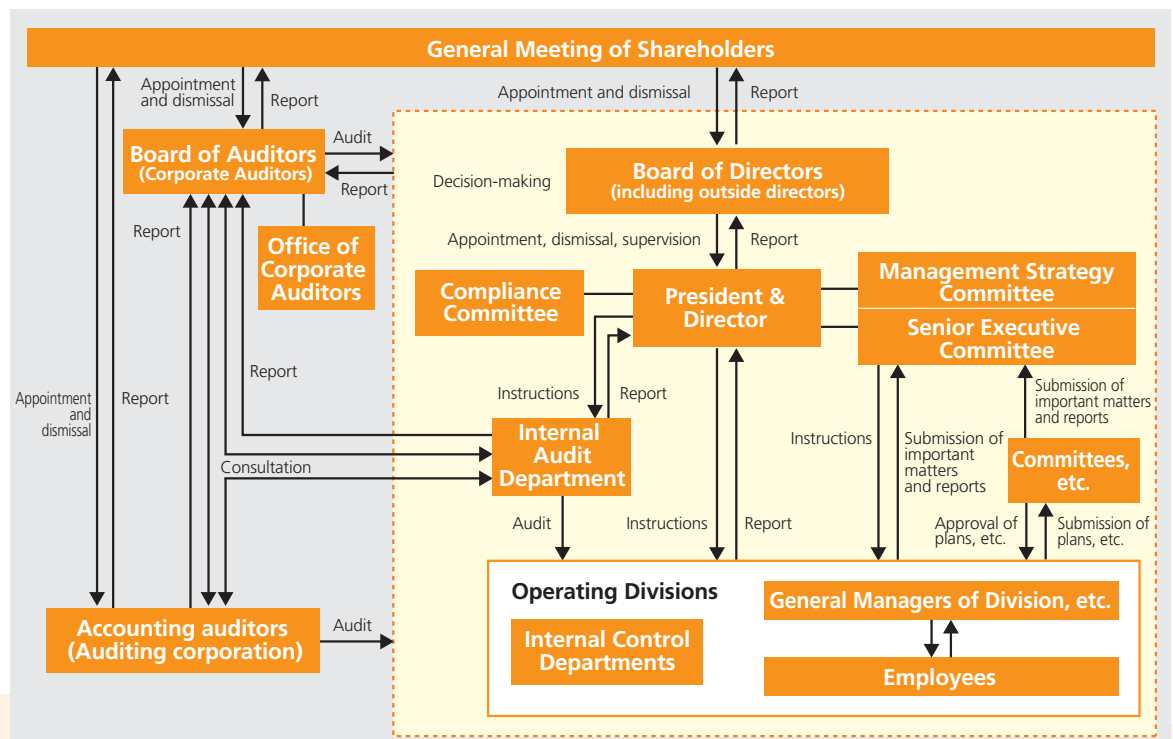 General Meeting of Shareholders
Appointment
and dismissal
Report
Appointment and dismissal
Report
Board of Auditors
(Corporate Auditors)
Audit
Report
Decision-making
Board of Directors
(including outside directors)
Report
Office of
Corporate
Auditors
Appointment, dismissal, supervision
Report
Compliance
Committee
President &
Director
Management Strategy
Committee
Senior Executive
Committee
Appointment
and
dismissal
Report
Report
Instructions
Report
Submission of
important matters
and reports
Internal
Audit
Department
Instructions
Submission of
important
matters
and reports
Committees,
etc.
Consultation
Audit
Instructions
Report
Approval of
plans, etc.
Submission of
plans, etc.
Operating Divisions
General Managers of Division, etc.
Internal Control
Departments
Employees
Accounting auditors
(Auditing corporation)
Audit